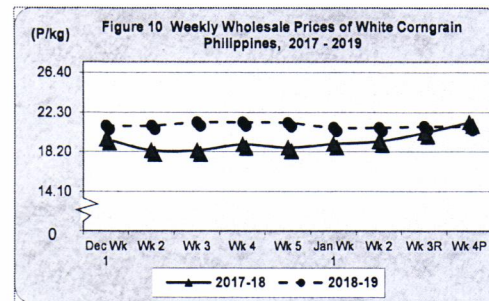 (P/kg)
Figure 10 Weekly Wholesale Prices of White Corngrain
Philippines, 2017 - 2019
26.40
22.30
18.20
14.10
0
Dec Wk 1
Wk 2
Wk 3
Wk 4
Wk 5
Jan Wk 1
Wk 2
Wk 3R
Wk 4P
2017-18
2018-19